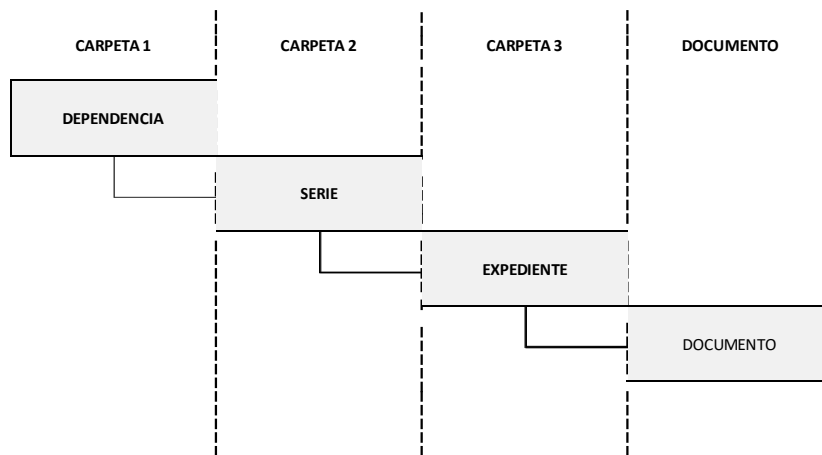 CARPETA 1
CARPETA 2
CARPETA 3
DOCUMENTO
DEPENDENCIA
SERIE
EXPEDIENTE
DOCUMENTO